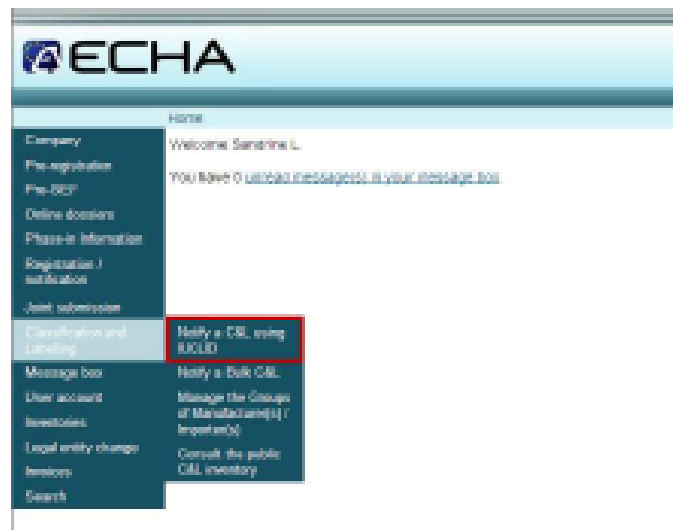 ECHA
Home
Welcome Sandrine L.
You have 0 unread message(s) in your message box
Company
Pre-registration
Pre-SIEF
Online dossiers
Phase-in Information
Registration /
notification
Joint submission
Classification and
Labelling
Notify a C&L using
IUCLID
Message box
Notify a Bulk C&L
User account
Manage the Groups
of Manufacturer(s) /
Importer(s)
Inventories
Legal entity change
Consult the public
C&L inventory
Invoices
Search